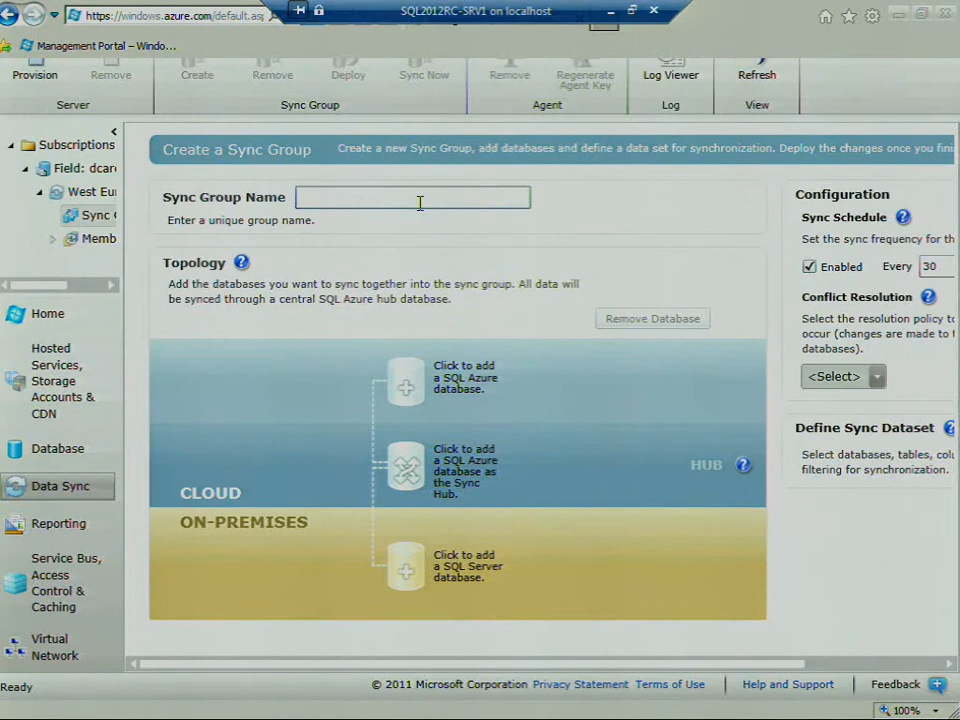 https://windows.azure.com/default.asp
SQL2012RC-SRV1 on localhost
Management Portal – Windo...
Provision
Remove
Create
Remove
Deploy
Sync Now
Remove
Regenerate
Agent Key
Log Viewer
Refresh
Server
Sync Group
Agent
Log
View
Subscriptions
Field: dcar
West Eur
Sync
Memb
Create a Sync Group
Create a new Sync Group, add databases and define a data set for synchronization. Deploy the changes once you fini
Sync Group Name
Enter a unique group name.
Topology
Add the databases you want to sync together into the sync group. All data will
be synced through a central SQL Azure hub database.
Remove Database
Click to add
a SQL Azure
database.
Click to add
a SQL Azure
database as
the Sync
Hub.
HUB
CLOUD
ON-PREMISES
Click to add
a SQL Server
database.
Configuration
Sync Schedule
Set the sync frequency for th
Enabled Every 30
Conflict Resolution
Select the resolution policy to
occur (changes are made to t
databases).
<Select>
Define Sync Dataset
Select databases, tables, colu
filtering for synchronization.
Home
Hosted
Services,
Storage
Accounts &
CDN
Database
Data Sync
Reporting
Service Bus,
Access
Control &
Caching
Virtual
Network
Ready
© 2011 Microsoft Corporation Privacy Statement Terms of Use
Help and Support
Feedback
100%